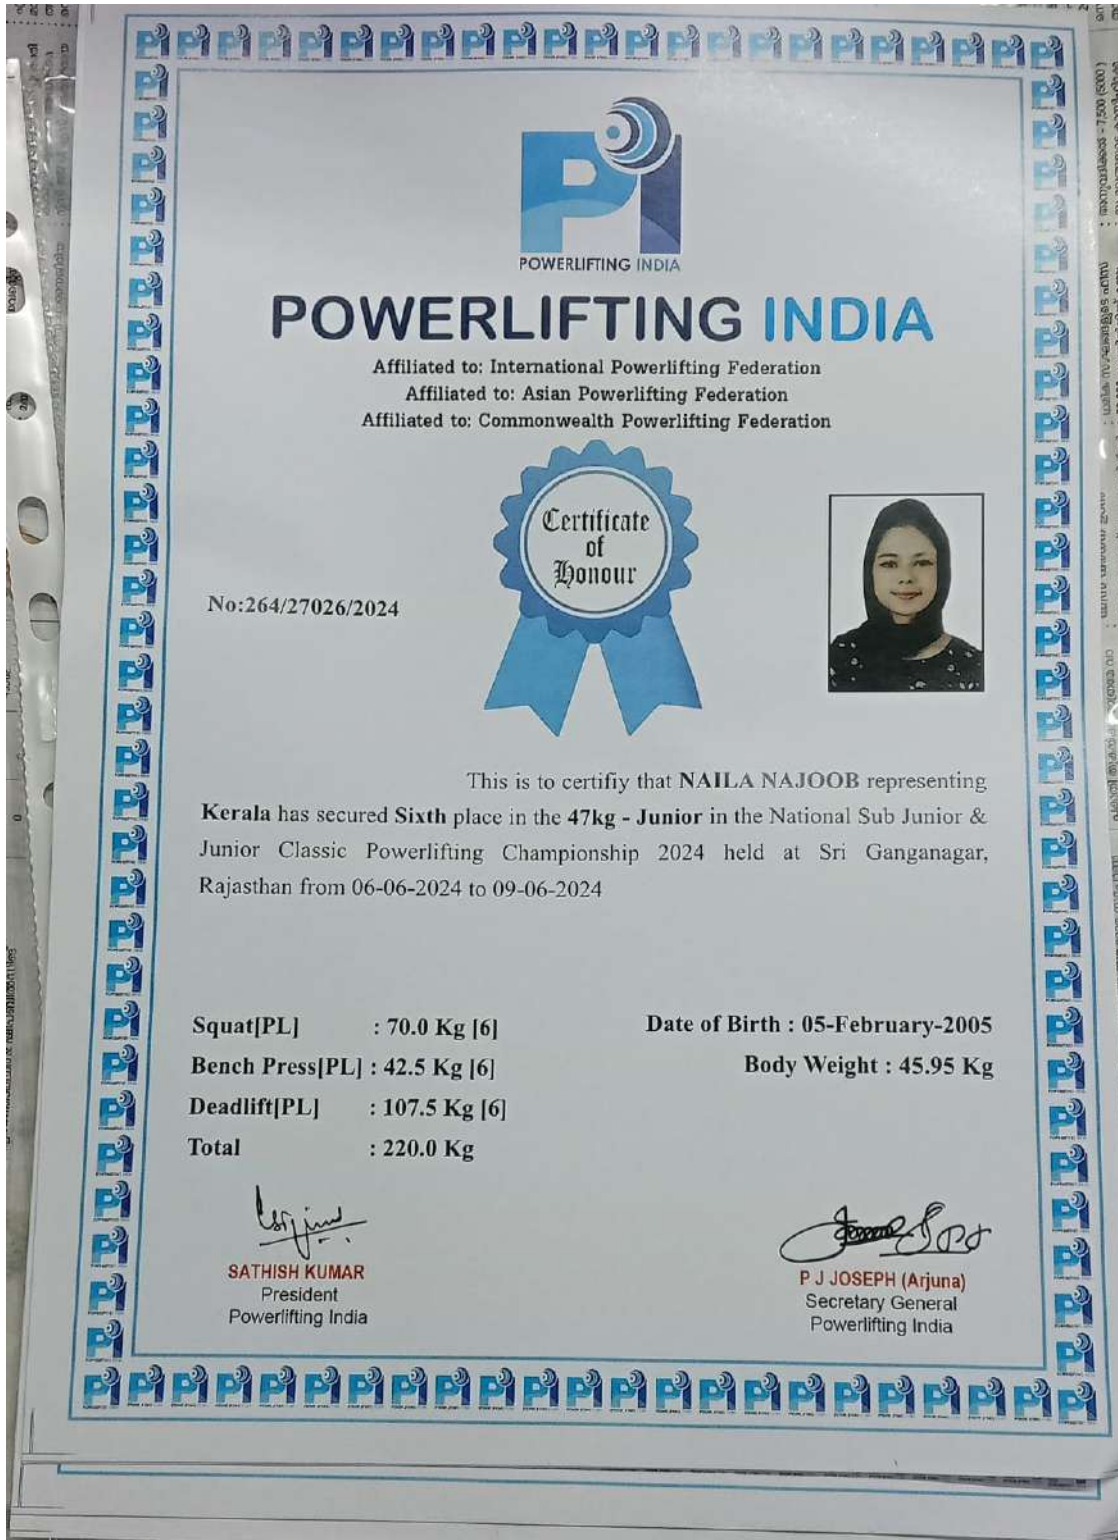 POWERLIFTING INDIA
POWERLIFTING INDIA
Affiliated to: International Powerlifting Federation
Affiliated to: Asian Powerlifting Federation
Affiliated to: Commonwealth Powerlifting Federation
Certificate
of
Honour
No:264/27026/2024
This is to certifiy that NAILA NAJOOB representing
Kerala has secured Sixth place in the 47kg - Junior in the National Sub Junior &
Junior Classic Powerlifting Championship 2024 held at Sri Ganganagar,
Rajasthan from 06-06-2024 to 09-06-2024
Squat[PL] : 70.0 Kg [6]
Bench Press[PL] : 42.5 Kg [6]
Deadlift[PL] : 107.5 Kg [6]
Total : 220.0 Kg
Date of Birth : 05-February-2005
Body Weight : 45.95 Kg
SATHISH KUMAR
President
Powerlifting India
P J JOSEPH (Arjuna)
Secretary General
Powerlifting India